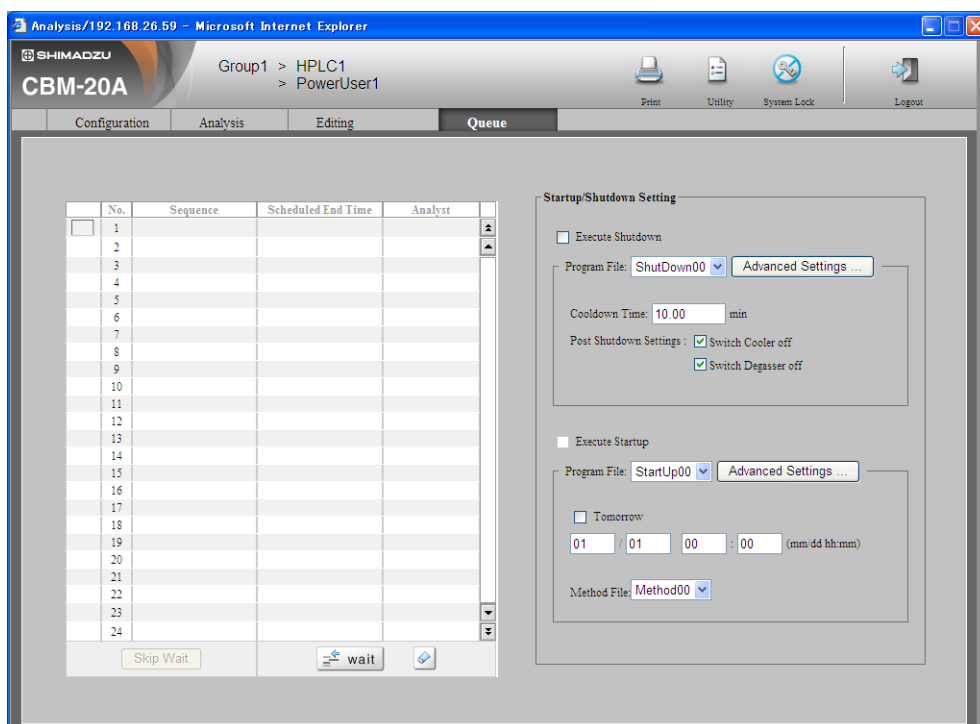 Analysis/192.168.26.59 - Microsoft Internet Explorer
SHIMADZU
CBM-20A
Group1 > HPLC1
> PowerUser1
Print
Utility
System Lock
Logout
Configuration
Analysis
Editing
Queue
No. Sequence Scheduled End Time Analyst
1
2
3
4
5
6
7
8
9
10
11
12
13
14
15
16
17
18
19
20
21
22
23
24
Skip Wait
wait
Startup/Shutdown Setting
Execute Shutdown
Program File: ShutDown00 Advanced Settings ...
Cooldown Time: 10.00 min
Post Shutdown Settings : Switch Cooler off
Switch Degasser off
Execute Startup
Program File: StartUp00 Advanced Settings ...
Tomorrow
01 / 01 00 : 00 (mm/dd hh:mm)
Method File: Method00